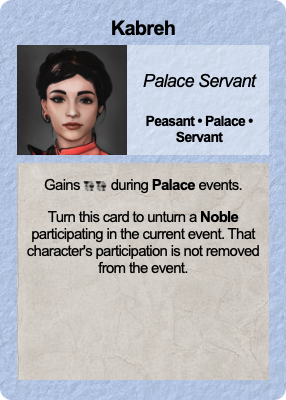 Kabreh
Palace Servant
Peasant • Palace •
Servant
Gains during Palace events.
Turn this card to unturn a Noble
participating in the current event. That
character's participation is not removed
from the event.